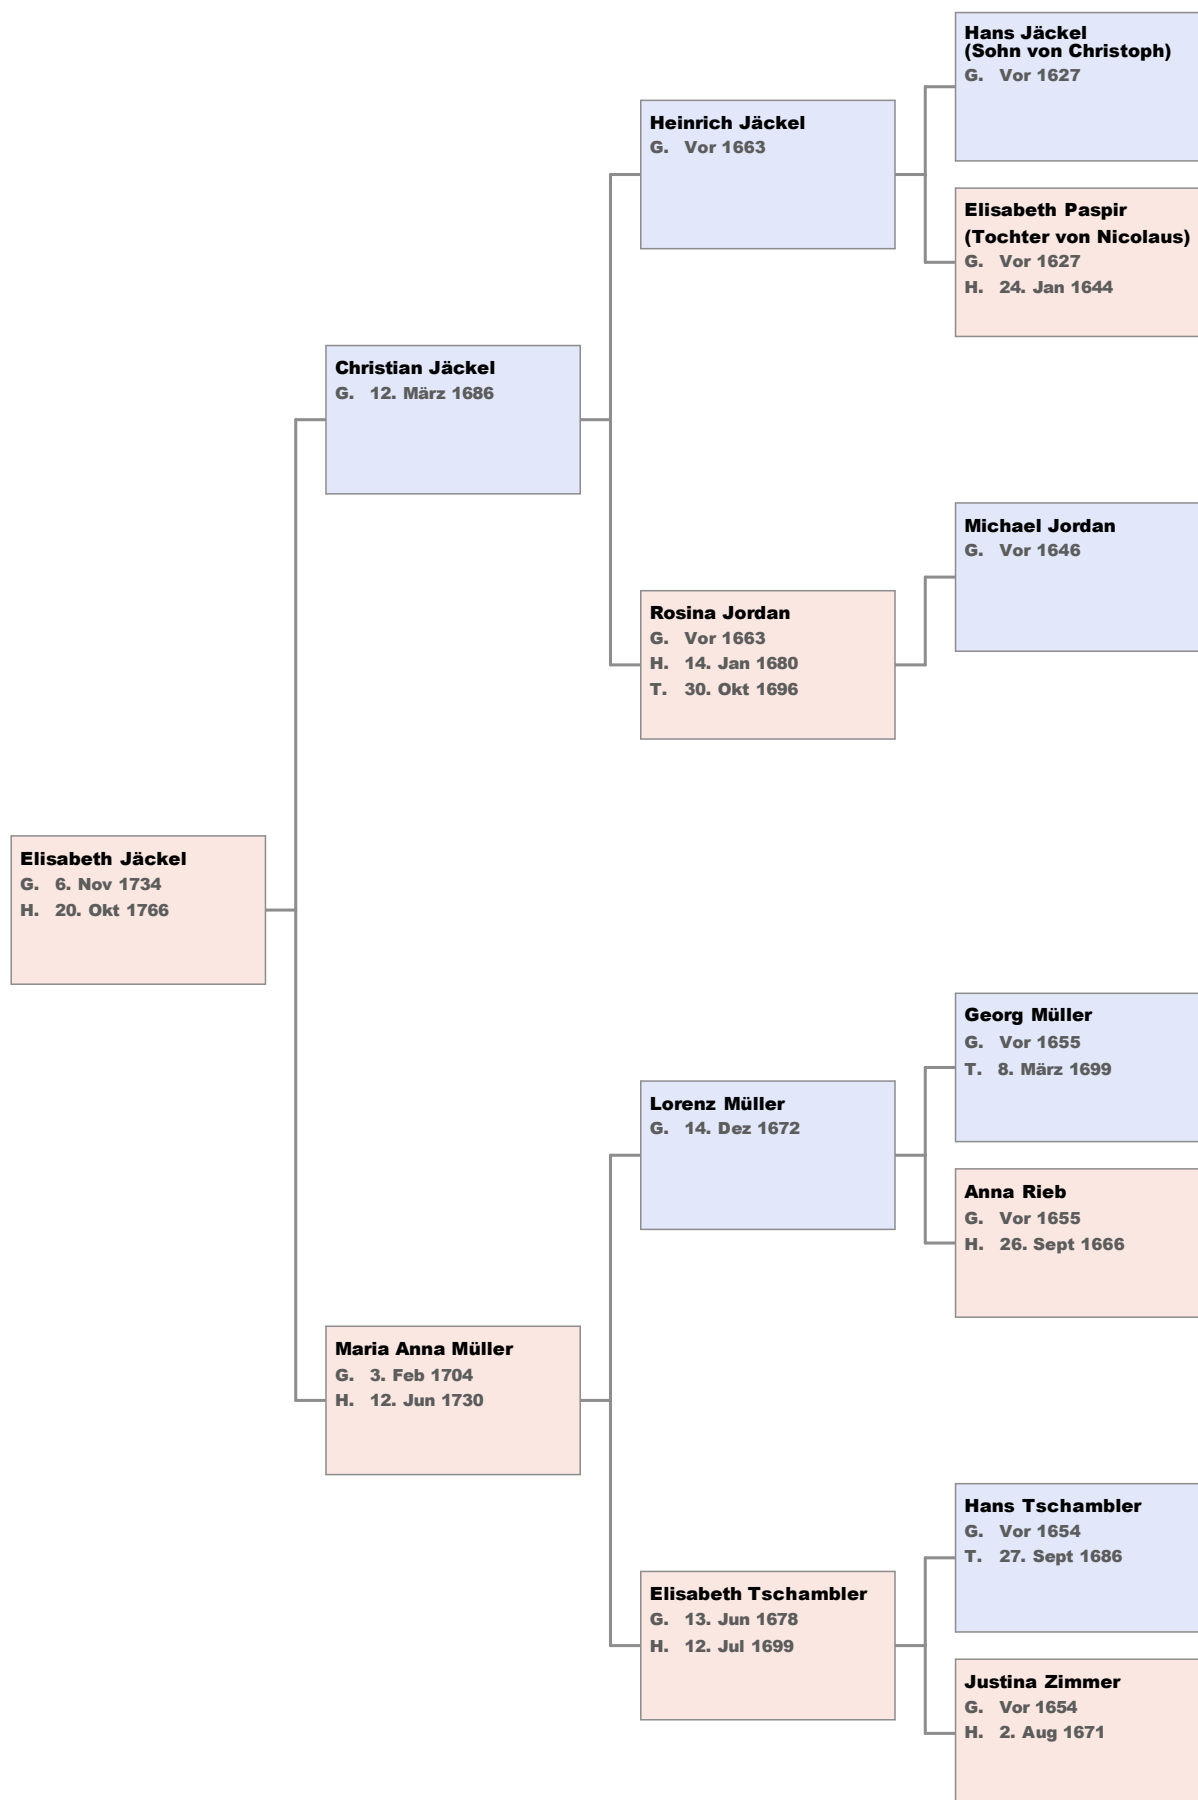 Hans Jäckel
(Sohn von Christoph)
G. Vor 1627
Heinrich Jäckel
G. Vor 1663
Elisabeth Paspir
(Tochter von Nicolaus)
G. Vor 1627
H. 24. Jan 1644
Christian Jäckel
G. 12. März 1686
Michael Jordan
G. Vor 1646
Rosina Jordan
G. Vor 1663
H. 14. Jan 1680
T. 30. Okt 1696
Elisabeth Jäckel
G. 6. Nov 1734
H. 20. Okt 1766
Georg Müller
G. Vor 1655
T. 8. März 1699
Lorenz Müller
G. 14. Dez 1672
Anna Rieb
G. Vor 1655
H. 26. Sept 1666
Maria Anna Müller
G. 3. Feb 1704
H. 12. Jun 1730
Hans Tschambler
G. Vor 1654
T. 27. Sept 1686
Elisabeth Tschambler
G. 13. Jun 1678
H. 12. Jul 1699
Justina Zimmer
G. Vor 1654
H. 2. Aug 1671